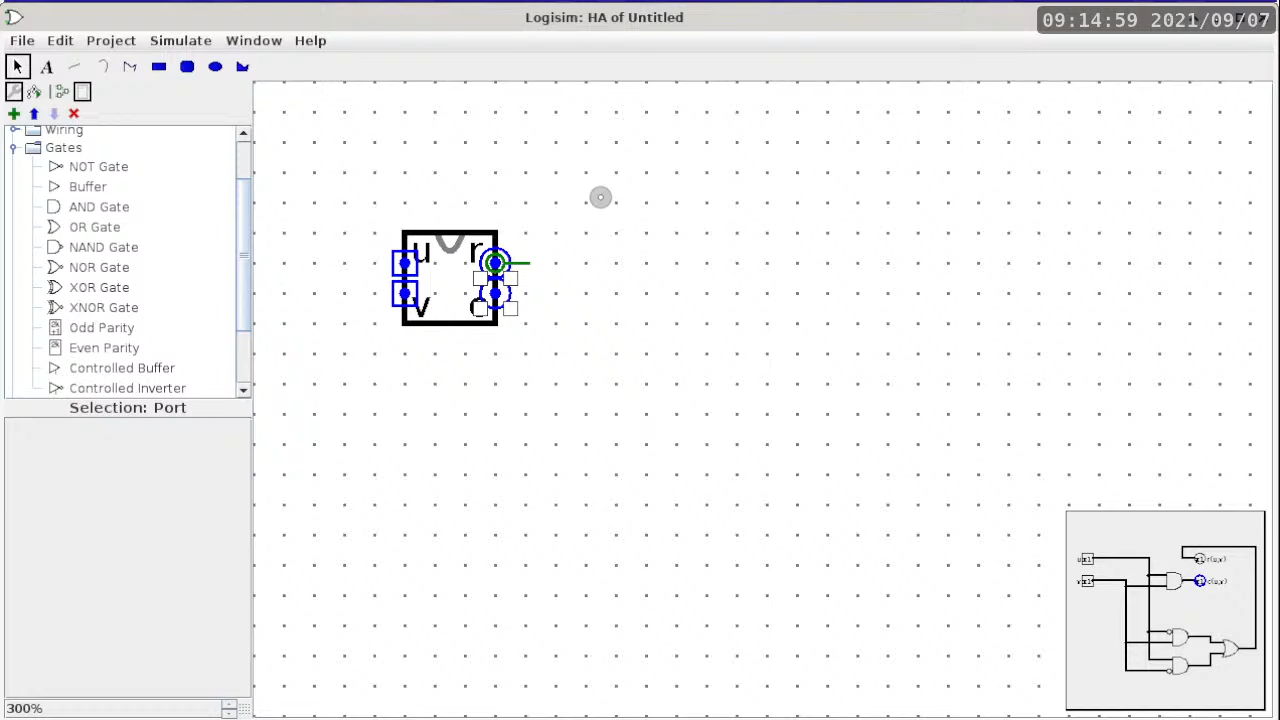 Logisim: HA of Untitled
09:14:59 2021/09/07
File Edit Project Simulate Window Help
A
Wiring
Gates
NOT Gate
Buffer
AND Gate
OR Gate
NAND Gate
NOR Gate
XOR Gate
XNOR Gate
Odd Parity
Even Parity
Controlled Buffer
Controlled Inverter
Selection: Port
300%
u r
v